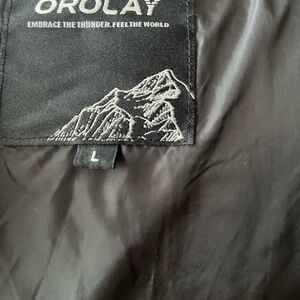 OROLAY
EMBRACE THE THUNDER. FEEL THE WORLD
L